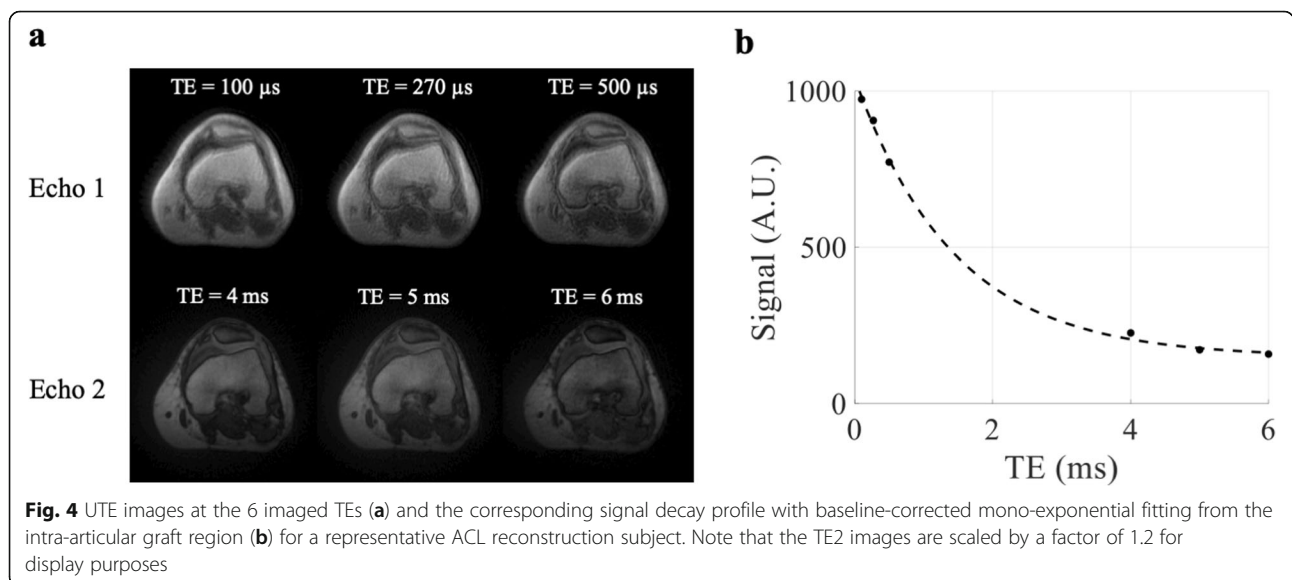 a
TE = 100 µs TE = 270 µs TE = 500 µs
Echo 1
TE = 4 ms TE = 5 ms TE = 6 ms
Echo 2
b
1000
500
0
Signal (A.U.)
0 2 4 6
TE (ms)
Fig. 4 UTE images at the 6 imaged TEs (a) and the corresponding signal decay profile with baseline-corrected mono-exponential fitting from the
intra-articular graft region (b) for a representative ACL reconstruction subject. Note that the TE2 images are scaled by a factor of 1.2 for
display purposes